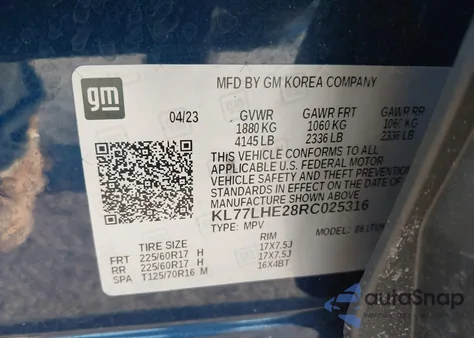 gm
MFD BY GM KOREA COMPANY
04/23 GVWR GAWR FRT GAWR RR
1880 KG 1060 KG 1060 KG
4145 LB 2336 LB 2336 LB
THIS VEHICLE CONFORMS TO ALL
APPLICABLE U.S. FEDERAL MOTOR
VEHICLE SAFETY AND THEFT PREVENTION
STANDARDS IN EFFECT ON THE DATE OF
KL77LHE28RC025316
TYPE: MPV MODEL:
TIRE SIZE RIM
FRT 225/60R17 H 17X7.5J
RR 225/60R17 H 17X7.5J
SPA T125/70R16 M 16X4BT
autoSnap